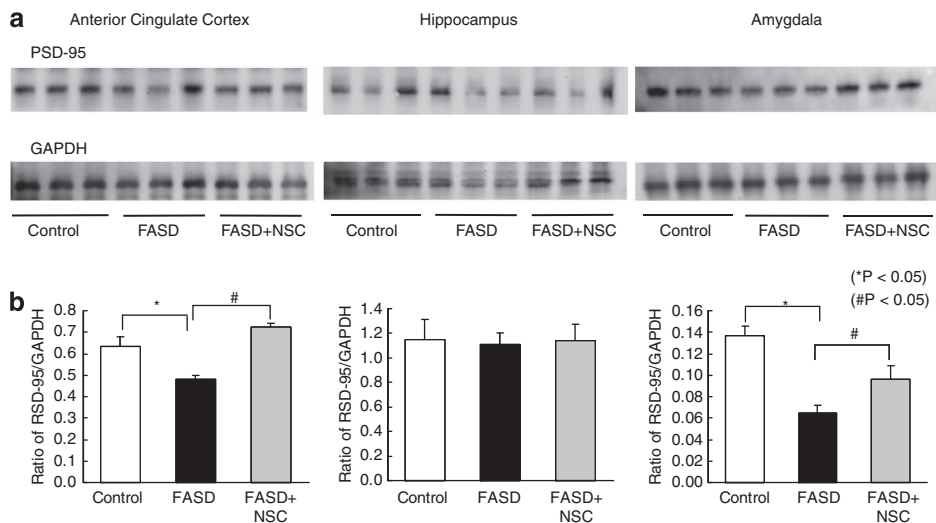 a
Anterior Cingulate Cortex Hippocampus Amygdala
PSD-95
GAPDH
Control FASD FASD+NSC Control FASD FASD+NSC Control FASD FASD+NSC
(*P < 0.05)
(#P < 0.05)
b
Ratio of RSD-95/GAPDH
0.8
0.7
0.6
0.5
0.4
0.3
0.2
0.1
0.0
*
#
Control FASD FASD+
NSC
Ratio of RSD-95/GAPDH
1.4
1.2
1.0
0.8
0.6
0.4
0.2
0.0
Control FASD FASD+
NSC
Ratio of RSD-95/GAPDH
0.16
0.14
0.12
0.10
0.08
0.06
0.04
0.02
0.00
*
#
Control FASD FASD+
NSC